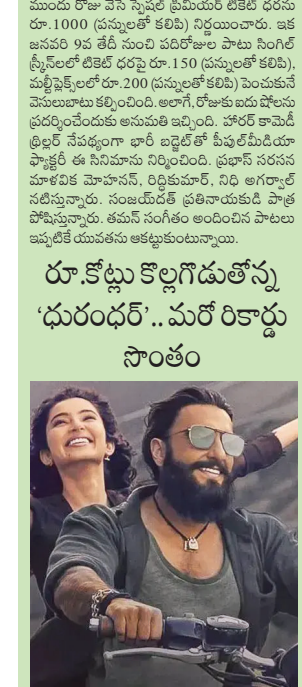 ముందు రోజు వేసే స్పెషల్ ప్రీమియర్ టికెట్ ధరను
రూ.1000 (పన్నులతో కలిపి) నిర్ణయించారు. ఇక
జనవరి 9వ తేదీ నుంచి పదిరోజుల పాటు సింగిల్
స్క్రీన్‌లలో టికెట్ ధరపై రూ.150 (పన్నులతో కలిపి),
మల్టీప్లెక్స్‌లలో రూ.200 (పన్నులతో కలిపి) పెంచుకునే
వెసులుబాటు కల్పించింది. అలాగే, రోజుకు ఐదు షోలను
ప్రదర్శించేందుకు అనుమతి ఇచ్చింది. హారర్ కామెడీ
థ్రిల్లర్ నేపథ్యంగా భారీ బడ్జెట్‌తో పీపుల్‌మీడియా
ఫ్యాక్టరీ ఈ సినిమాను నిర్మించింది. ప్రభాస్ సరసన
మాళవిక మోహనన్, రిద్ధికుమార్, నిధి అగర్వాల్
నటిస్తున్నారు. సంజయ్‌దత్ ప్రతినాయకుడి పాత్ర
పోషిస్తున్నారు. తమన్ సంగీతం అందించిన పాటలు
ఇప్పటికే యువతను ఆకట్టుకుంటున్నాయి.
రూ.కోట్లు కొల్లగొడుతోన్న
‘ధురంధర్’.. మరో రికార్డు
సొంతం